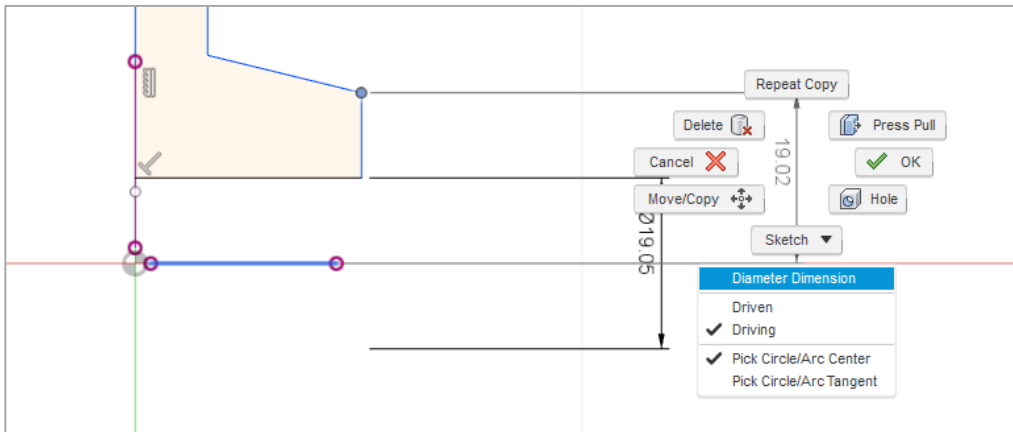 Repeat Copy
Delete
Press Pull
Cancel
OK
19.02
Move/Copy
Hole
Ø19.05
Sketch
Diameter Dimension
Driven
Driving
Pick Circle/Arc Center
Pick Circle/Arc Tangent